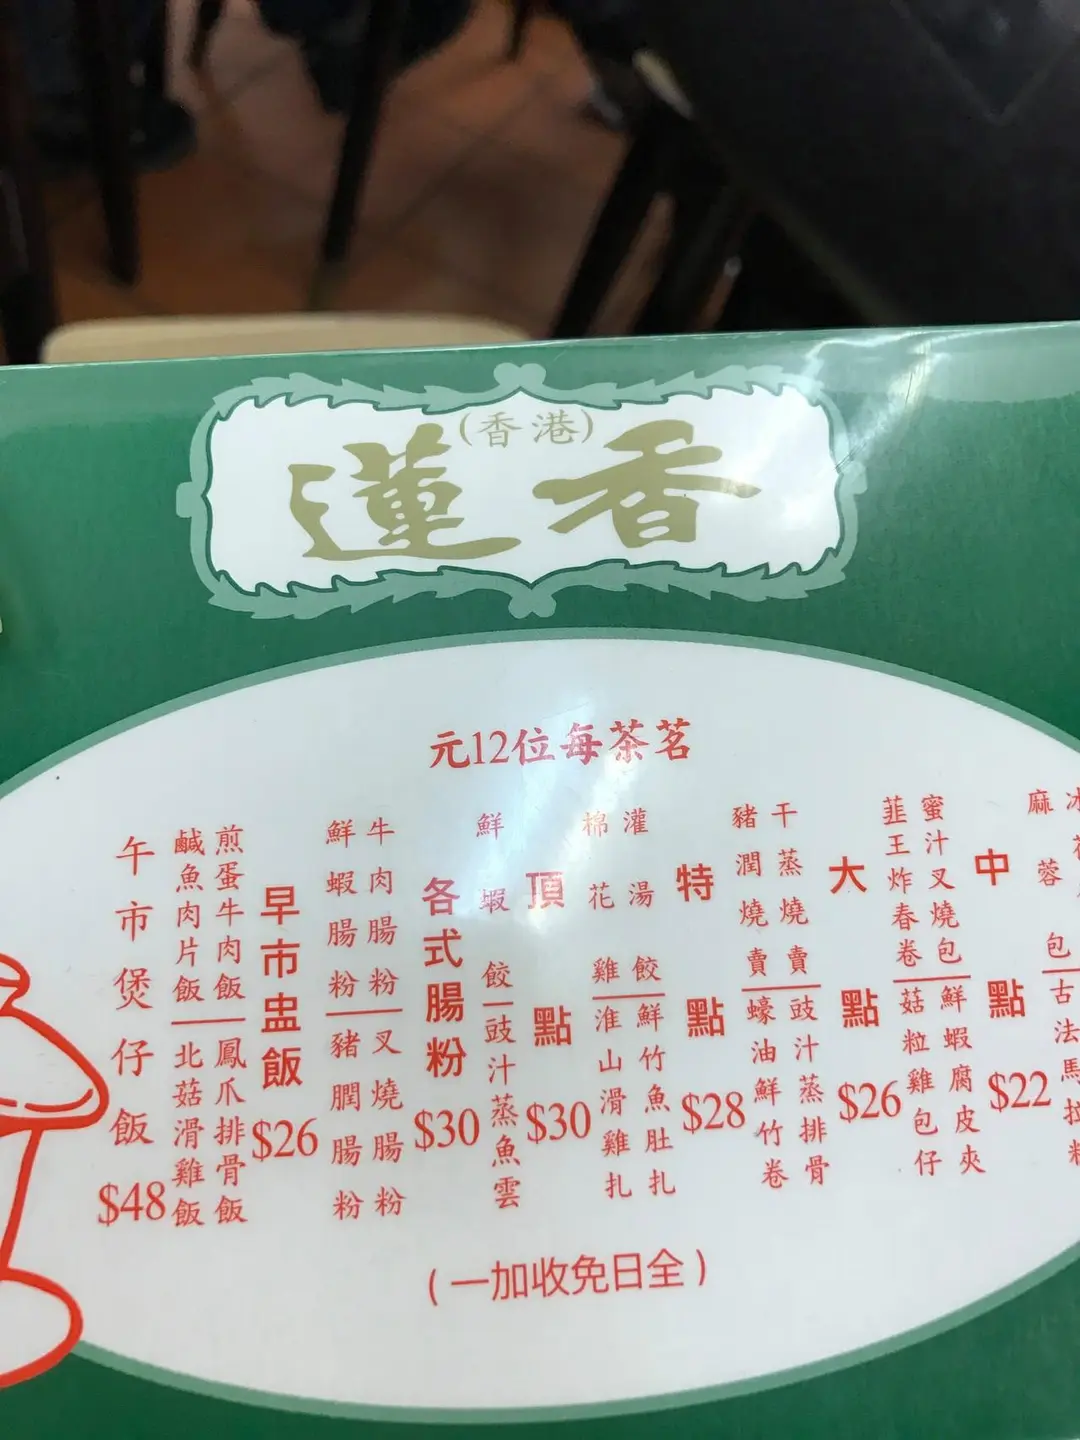 (香港)
蓮香
茗茶每位12元
麻蓉包
古法馬拉
中點 $22
蜜汁叉燒包
鮮蝦腐皮夾
韮王炸春卷
菇粒雞包仔
大點 $26
干蒸燒賣
豉汁蒸排骨
豬潤燒賣
蠔油鮮竹卷
特點 $28
灌湯餃
鮮竹魚肚扎
棉花雞
淮山滑雞扎
頂點 $30
鮮蝦餃
豉汁蒸魚雲
各式腸粉 $30
牛肉腸粉
叉燒腸粉
鮮蝦腸粉
豬膶腸粉
早市盅飯 $26
煎蛋牛肉飯
鳳爪排骨飯
鹹魚肉片飯
北菇滑雞飯
午市煲仔飯 $48
(全日免收加一)